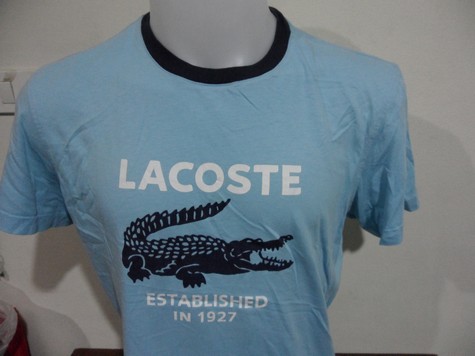 LACOSTE
ESTABLISHED
IN 1927